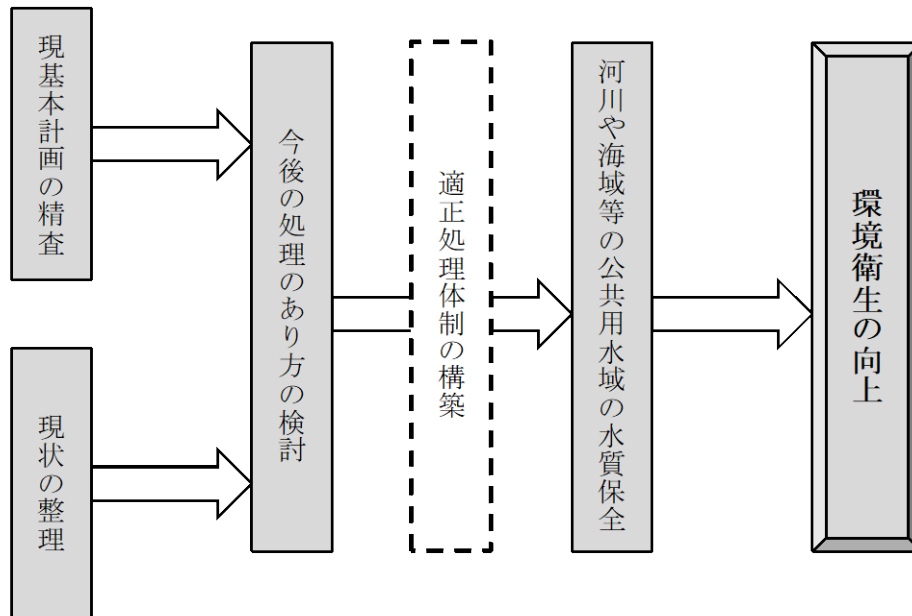 現基本計画の精査
現状の整理
今後の処理のあり方の検討
適正処理体制の構築
河川や海域等の公共用水域の水質保全
環境衛生の向上